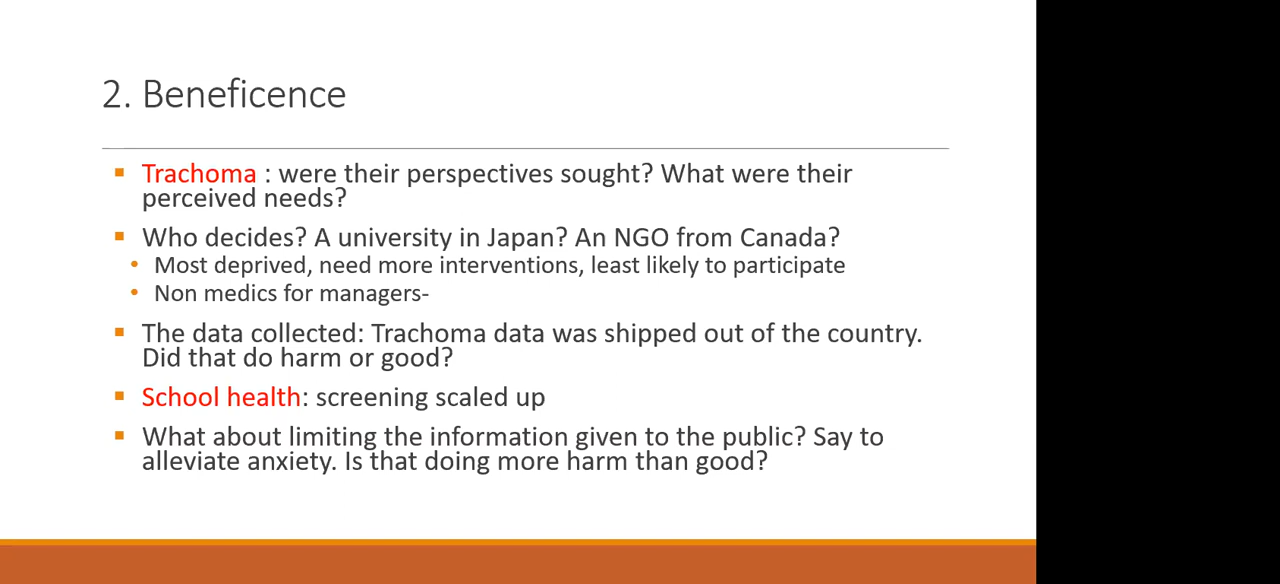 2. Beneficence
Trachoma : were their perspectives sought? What were their
perceived needs?
Who decides? A university in Japan? An NGO from Canada?
Most deprived, need more interventions, least likely to participate
Non medics for managers-
The data collected: Trachoma data was shipped out of the country.
Did that do harm or good?
School health: screening scaled up
What about limiting the information given to the public? Say to
alleviate anxiety. Is that doing more harm than good?